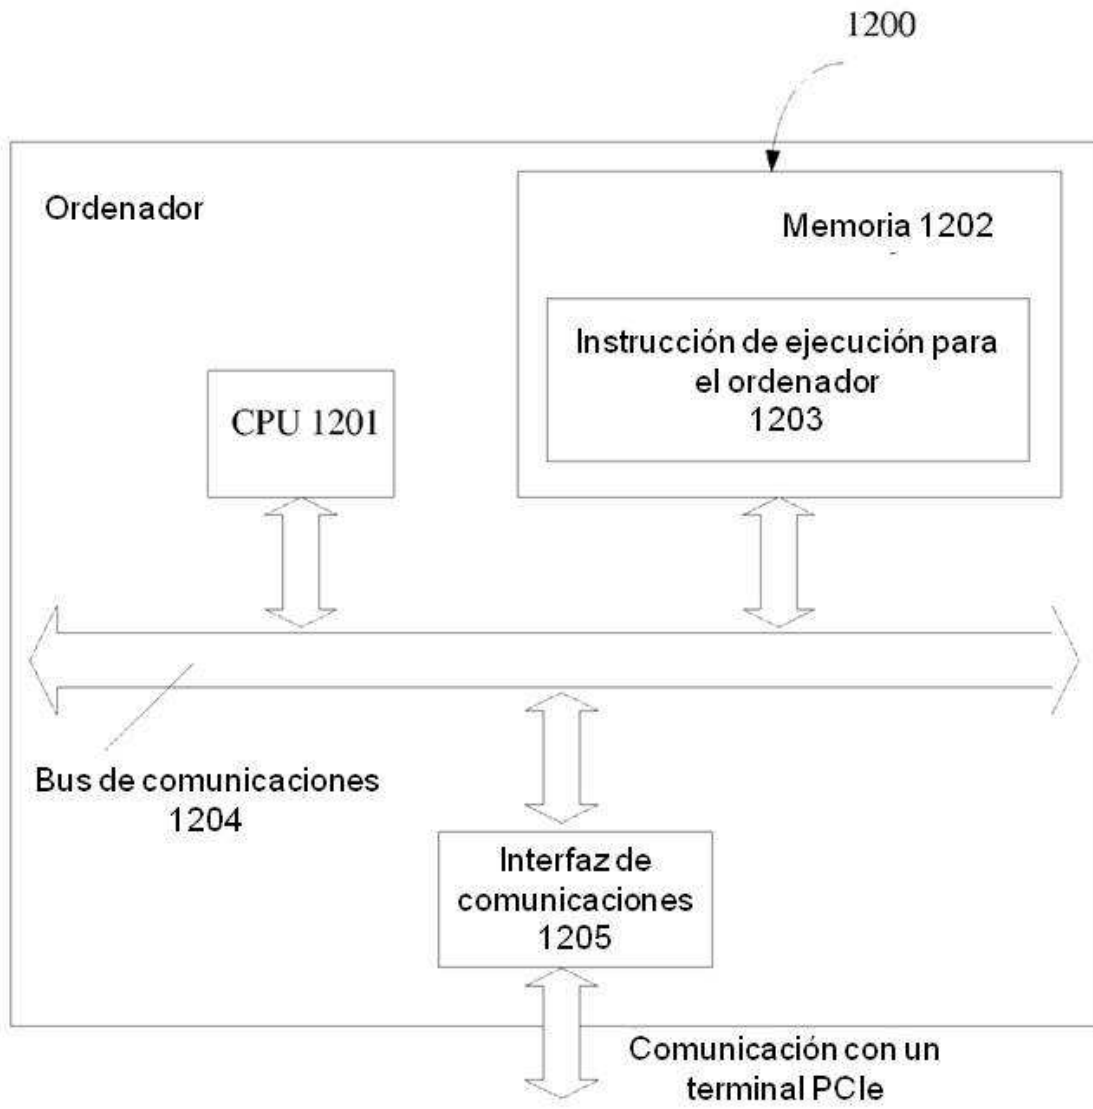 1200
Ordenador
Memoria 1202
Instrucción de ejecución para
el ordenador
1203
CPU 1201
Bus de comunicaciones
1204
Interfaz de
comunicaciones
1205
Comunicación con un
terminal PCIe